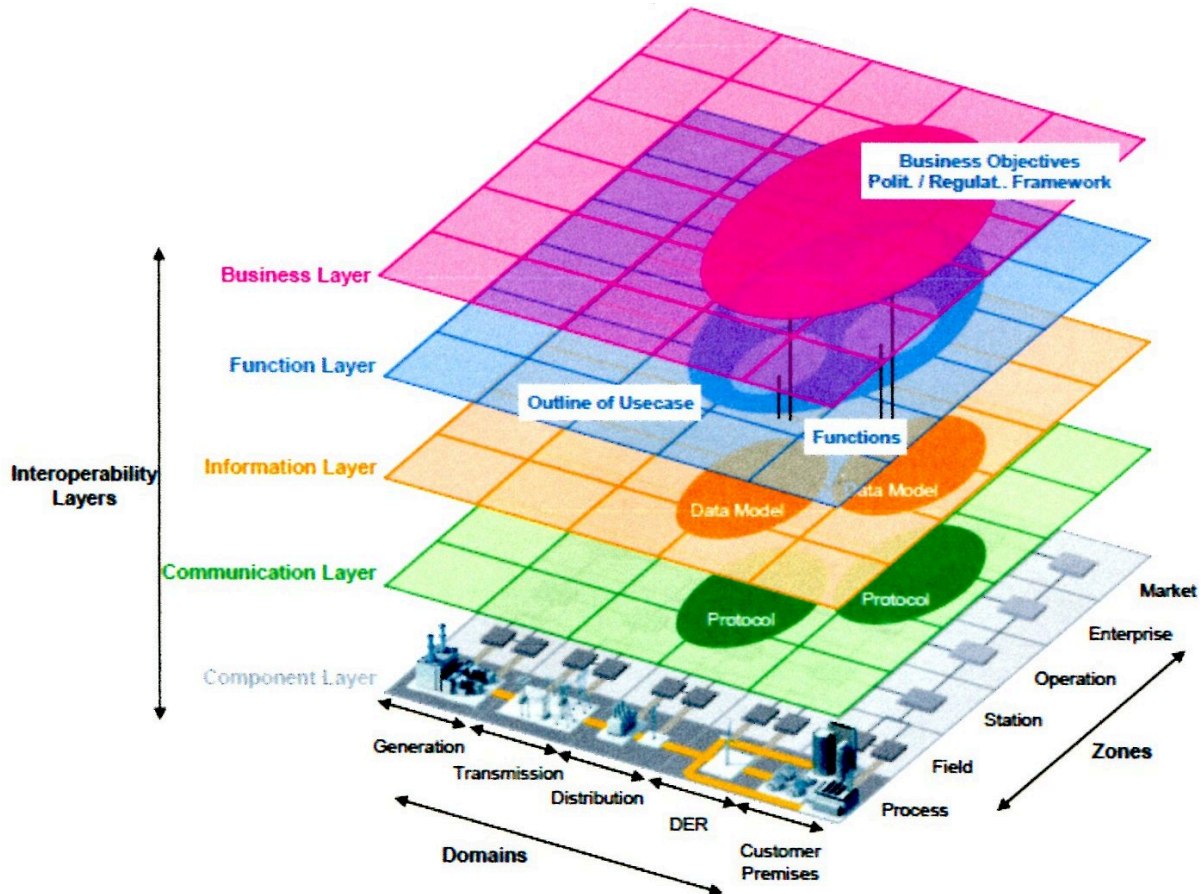 Business Objectives
Polit. / Regulat.. Framework
Business Layer
Function Layer
Outline of Usecase
Functions
Information Layer
Data Model
Data Model
Interoperability
Layers
Communication Layer
Protocol
Protocol
Component Layer
Market
Enterprise
Operation
Station
Field
Process
Zones
Generation
Transmission
Distribution
DER
Customer
Premises
Domains